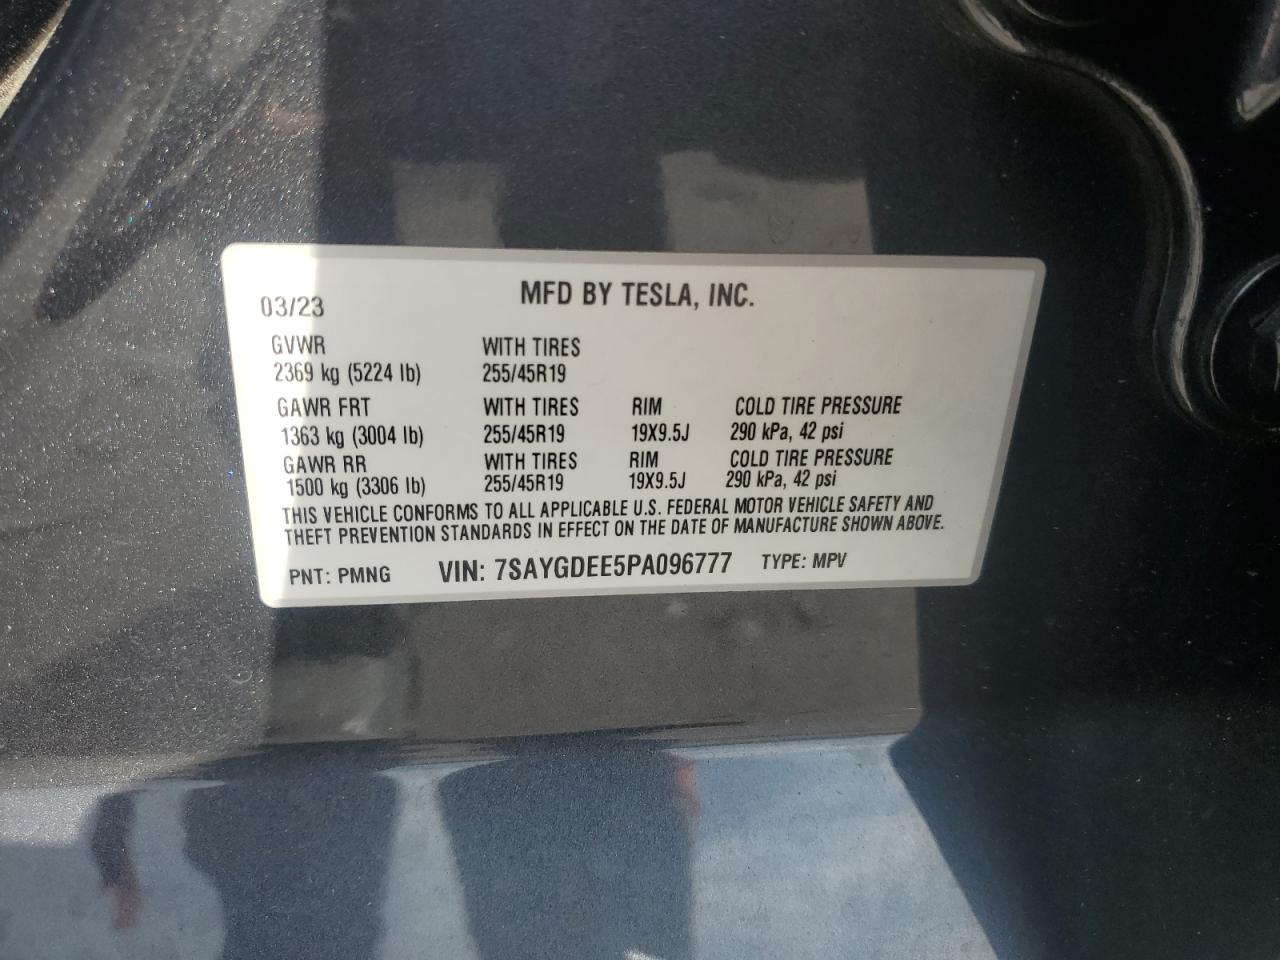 MFD BY TESLA, INC.
03/23
GVWR WITH TIRES
2369 kg (5224 lb) 255/45R19
GAWR FRT WITH TIRES RIM COLD TIRE PRESSURE
1363 kg (3004 lb) 255/45R19 19X9.5J 290 kPa, 42 psi
GAWR RR WITH TIRES RIM COLD TIRE PRESSURE
1500 kg (3306 lb) 255/45R19 19X9.5J 290 kPa, 42 psi
THIS VEHICLE CONFORMS TO ALL APPLICABLE U.S. FEDERAL MOTOR VEHICLE SAFETY AND
THEFT PREVENTION STANDARDS IN EFFECT ON THE DATE OF MANUFACTURE SHOWN ABOVE.
PNT: PMNG VIN: 7SAYGDEE5PA096777 TYPE: MPV